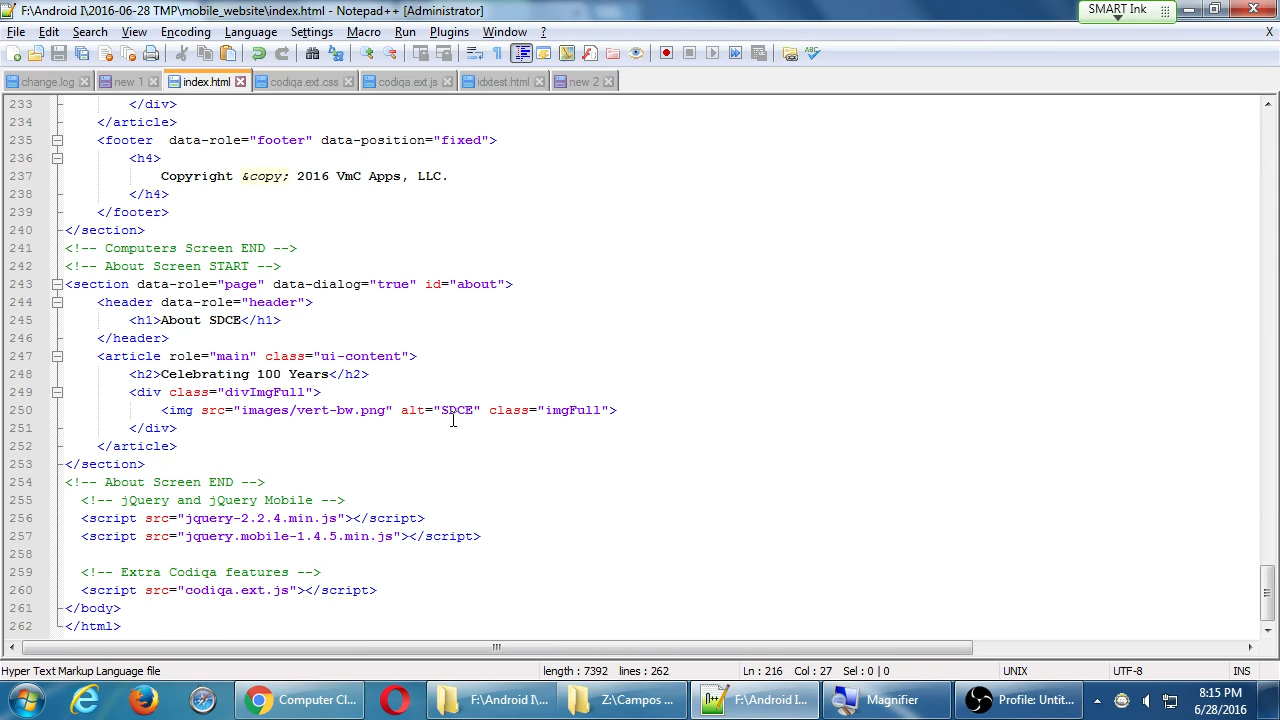 F:\Android I\2016-06-28 TMP\mobile_website\index.html - Notepad++ [Administrator]
SMART Ink
File Edit Search View Encoding Language Settings Macro Run Plugins Window ? X
change.log new 1 index.html codiqa.ext.css codiqa.ext.js idxtest.html new 2
233 </div>
234 </article>
235 <footer  data-role="footer" data-position="fixed">
236 <h4>
237 Copyright &copy; 2016 VmC Apps, LLC.
238 </h4>
239 </footer>
240 </section>
241 <!-- Computers Screen END -->
242 <!-- About Screen START -->
243 <section data-role="page" data-dialog="true" id="about">
244 <header data-role="header">
245 <h1>About SDCE</h1>
246 </header>
247 <article role="main" class="ui-content">
248 <h2>Celebrating 100 Years</h2>
249 <div class="divImgFull">
250 <img src="images/vert-bw.png" alt="SDCE" class="imgFull">
251 </div>
252 </article>
253 </section>
254 <!-- About Screen END -->
255 <!-- jQuery and jQuery Mobile -->
256 <script src="jquery-2.2.4.min.js"></script>
257 <script src="jquery.mobile-1.4.5.min.js"></script>
258
259 <!-- Extra Codiqa features -->
260 <script src="codiqa.ext.js"></script>
261 </body>
262 </html>
Hyper Text Markup Language file length : 7392 lines : 262 Ln : 216 Col : 27 Sel : 0 | 0 UNIX UTF-8 INS
Computer Cl... F:\Android I\... Z:\Campos ... F:\Android I... Magnifier Profile: Untit... 8:15 PM
6/28/2016